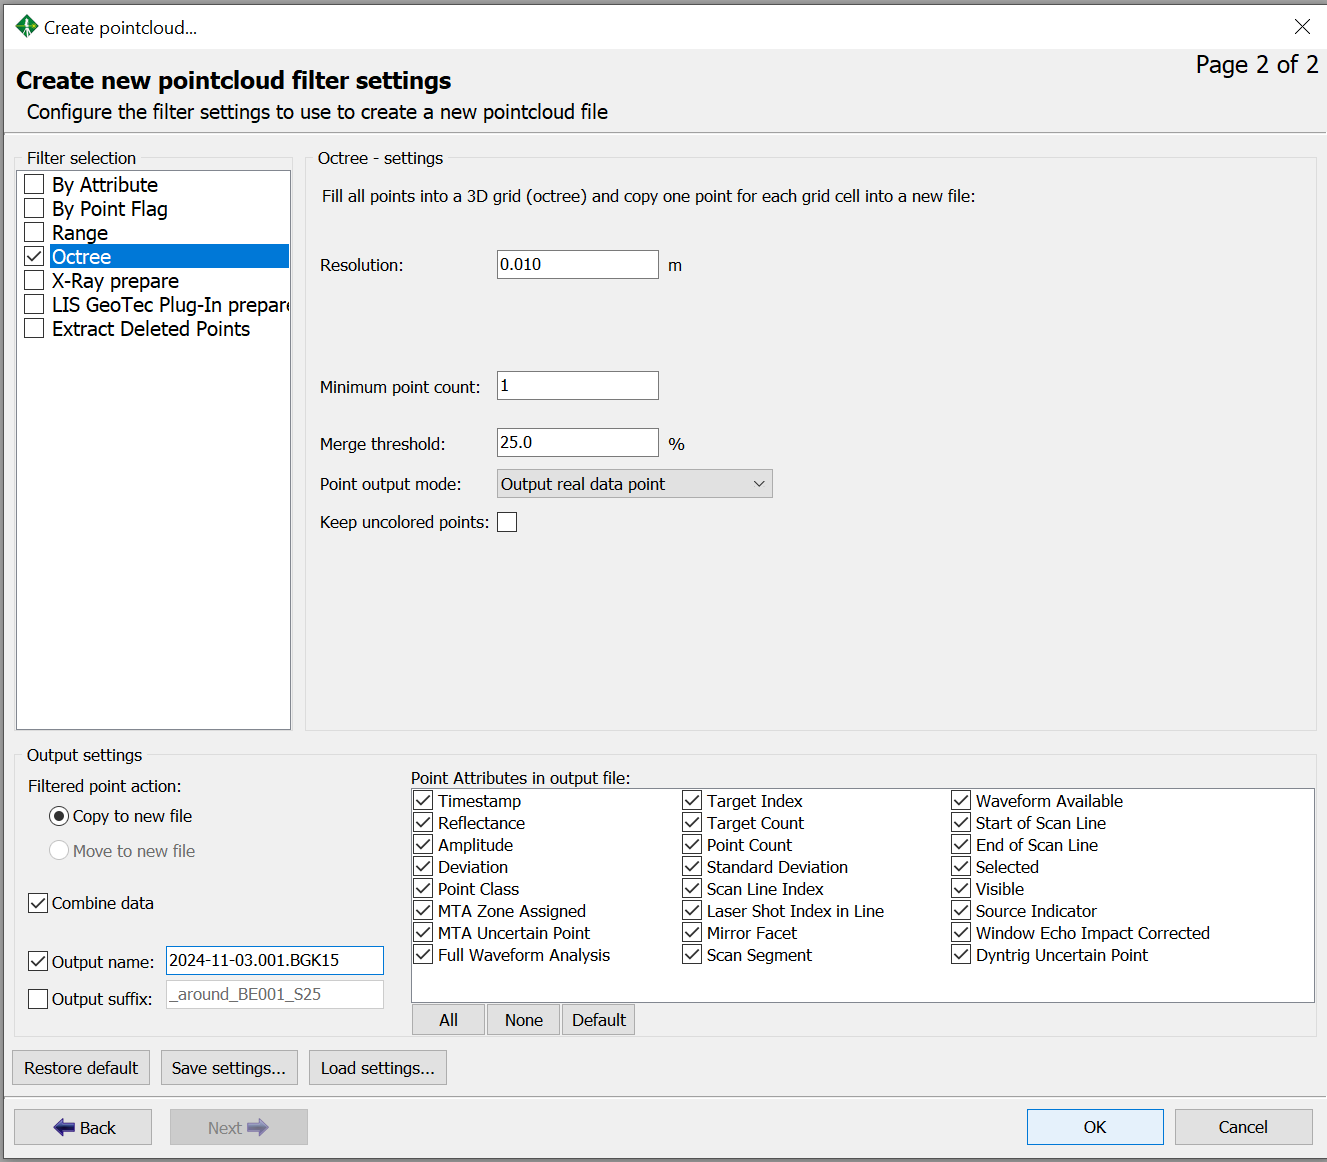 Create pointcloud...
Page 2 of 2
Create new pointcloud filter settings
Configure the filter settings to use to create a new pointcloud file
Filter selection
By Attribute
By Point Flag
Range
Octree
X-Ray prepare
LIS GeoTec Plug-In prepare
Extract Deleted Points
Octree - settings
Fill all points into a 3D grid (octree) and copy one point for each grid cell into a new file:
Resolution: 0.010 m
Minimum point count: 1
Merge threshold: 25.0 %
Point output mode: Output real data point
Keep uncolored points:
Output settings
Filtered point action:
Copy to new file
Move to new file
Combine data
Output name: 2024-11-03.001.BGK15
Output suffix: _around_BE001_S25
Point Attributes in output file:
Timestamp
Reflectance
Amplitude
Deviation
Point Class
MTA Zone Assigned
MTA Uncertain Point
Full Waveform Analysis
Target Index
Target Count
Point Count
Standard Deviation
Scan Line Index
Laser Shot Index in Line
Mirror Facet
Scan Segment
Waveform Available
Start of Scan Line
End of Scan Line
Selected
Visible
Source Indicator
Window Echo Impact Corrected
Dyntrig Uncertain Point
All None Default
Restore default Save settings... Load settings...
Back Next OK Cancel